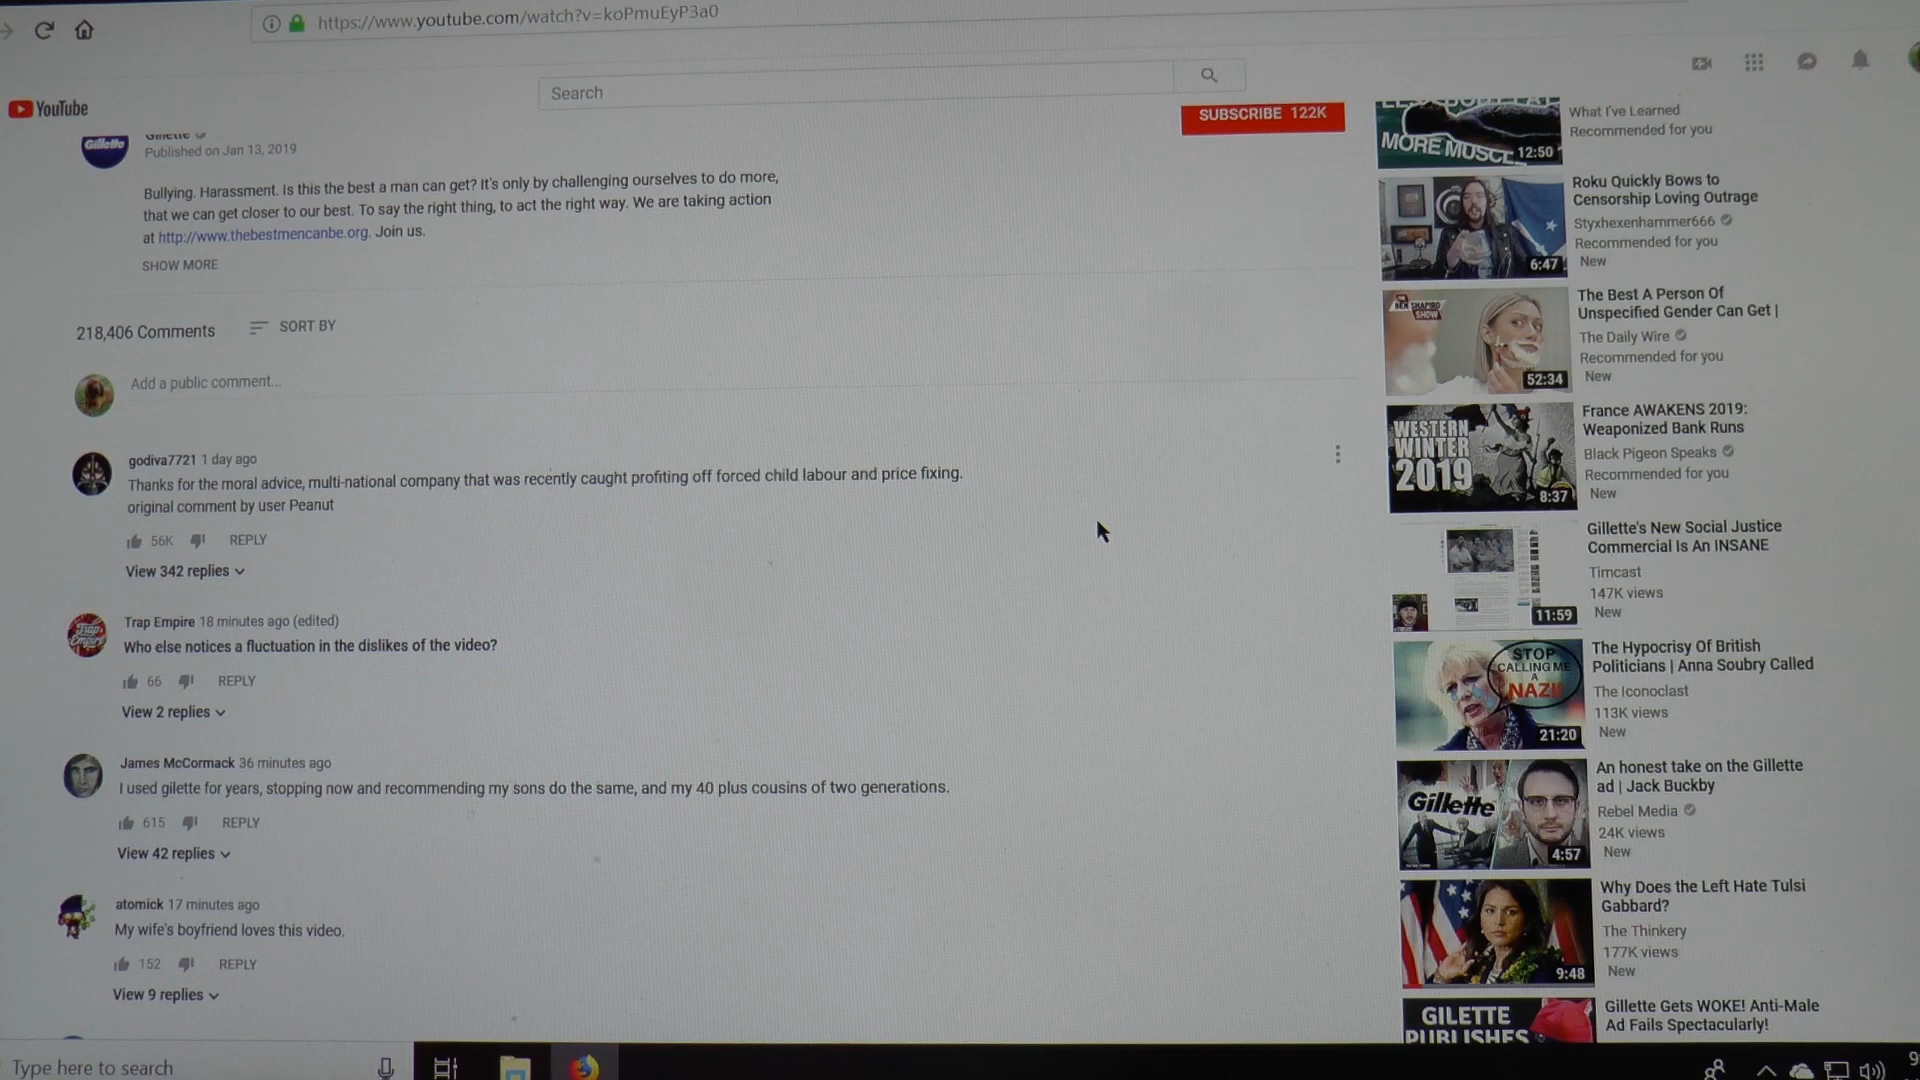 https://www.youtube.com/watch?v=koPmuEyP3a0
YouTube
Search
SUBSCRIBE 122K
Gillette
Gillette
Published on Jan 13, 2019
Bullying. Harassment. Is this the best a man can get? It's only by challenging ourselves to do more,
that we can get closer to our best. To say the right thing, to act the right way. We are taking action
at http://www.thebestmencanbe.org. Join us.
SHOW MORE
218,406 Comments
SORT BY
Add a public comment...
godiva7721 1 day ago
Thanks for the moral advice, multi-national company that was recently caught profiting off forced child labour and price fixing.
original comment by user Peanut
56K REPLY
View 342 replies
Trap Empire 18 minutes ago (edited)
Who else notices a fluctuation in the dislikes of the video?
66 REPLY
View 2 replies
James McCormack 36 minutes ago
I used gilette for years, stopping now and recommending my sons do the same, and my 40 plus cousins of two generations.
615 REPLY
View 42 replies
atomick 17 minutes ago
My wife's boyfriend loves this video.
152 REPLY
View 9 replies
MORE MUSCLE
12:50
What I've Learned
Recommended for you
6:47
Roku Quickly Bows to
Censorship Loving Outrage
Styxhexenhammer666
Recommended for you
New
BEN SHAPIRO
SHOW
52:34
The Best A Person Of
Unspecified Gender Can Get |
The Daily Wire
Recommended for you
New
WESTERN
WINTER
2019
8:37
France AWAKENS 2019:
Weaponized Bank Runs
Black Pigeon Speaks
Recommended for you
New
11:59
Gillette's New Social Justice
Commercial Is An INSANE
Timcast
147K views
New
STOP
CALLING ME
A
NAZI!
21:20
The Hypocrisy Of British
Politicians | Anna Soubry Called
The Iconoclast
113K views
New
Gillette
4:57
An honest take on the Gillette
ad | Jack Buckby
Rebel Media
24K views
New
9:48
Why Does the Left Hate Tulsi
Gabbard?
The Thinkery
177K views
New
GILETTE
PUBLISHES
Gillette Gets WOKE! Anti-Male
Ad Fails Spectacularly!
Type here to search